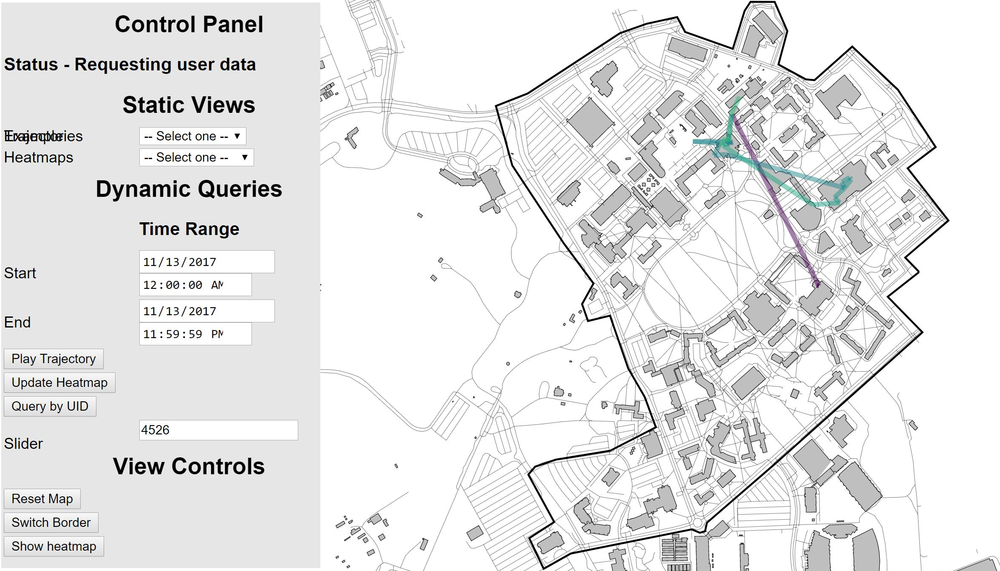 Control Panel
Status - Requesting user data
Static Views
-- Select one --
Heatmaps -- Select one --
Dynamic Queries
Time Range
Start
11/13/2017
12:00:00 AM
End
11/13/2017
11:59:59 PM
Play Trajectory
Update Heatmap
Query by UID
4526
Slider
View Controls
Reset Map
Switch Border
Show heatmap